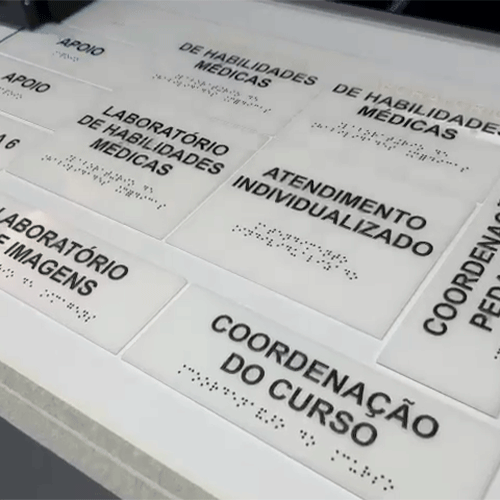 APOIO
DE HABILIDADES
MÉDICAS
DE HABILIDADES
MÉDICAS
APOIO
LABORATÓRIO
DE HABILIDADES
MÉDICAS
ATENDIMENTO
INDIVIDUALIZADO
6
LABORATÓRIO
E IMAGENS
COORDENAÇÃO
DO CURSO
COORDENA
PED